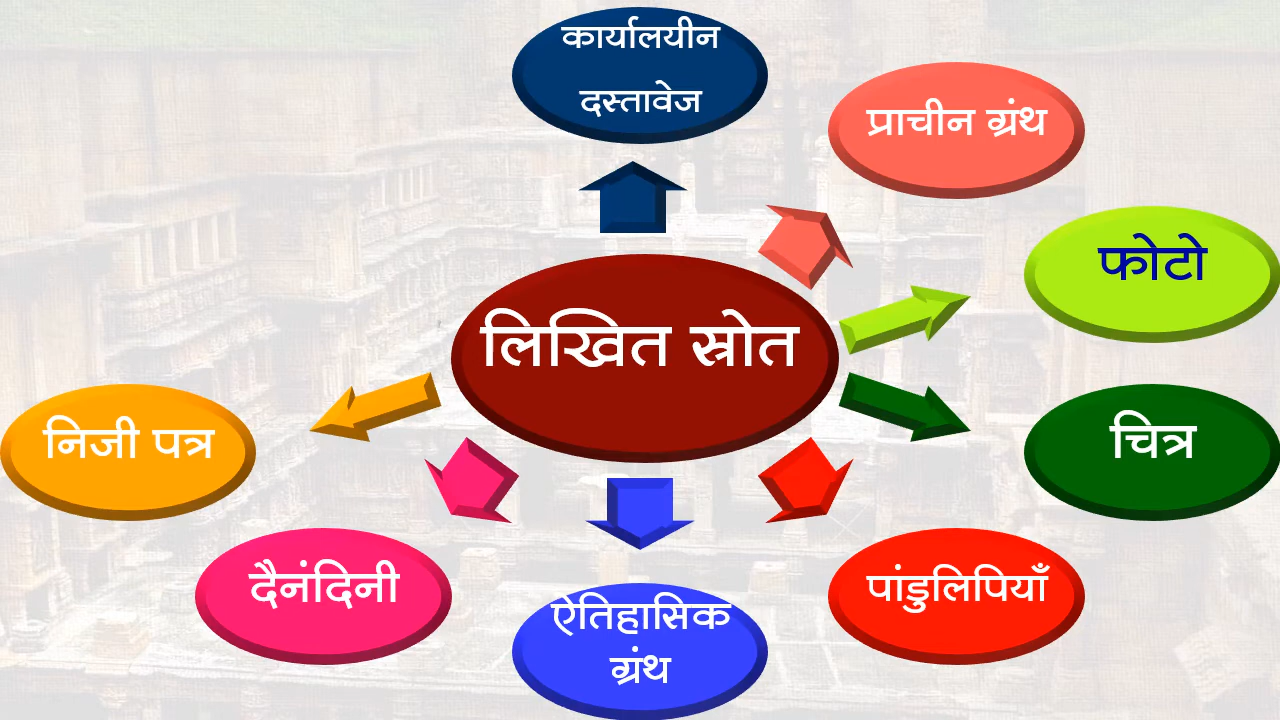 कार्यालयीन
दस्तावेज
प्राचीन ग्रंथ
फोटो
लिखित स्रोत
चित्र
निजी पत्र
दैनंदिनी
पांडुलिपियाँ
ऐतिहासिक
ग्रंथ